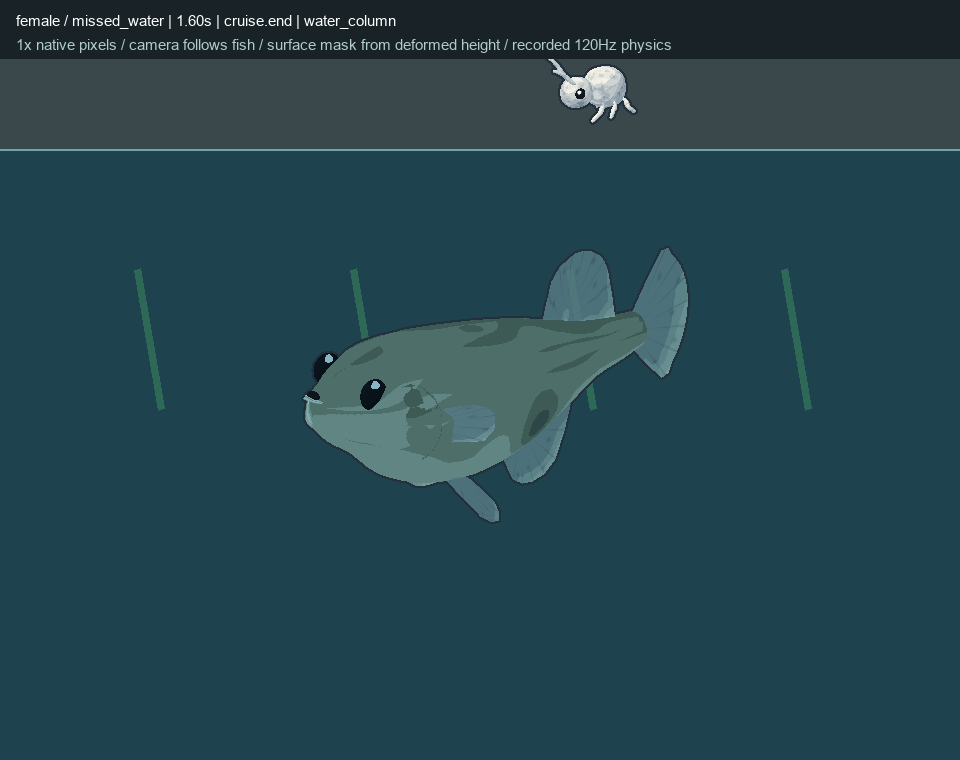 female / missed_water | 1.60s | cruise.end | water_column
1x native pixels / camera follows fish / surface mask from deformed height / recorded 120Hz physics